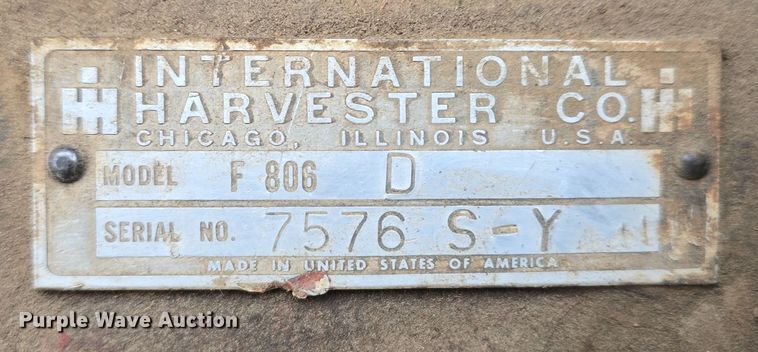 INTERNATIONAL
HARVESTER CO.
CHICAGO, ILLINOIS U.S.A.
MODEL F 806 D
SERIAL NO. 7576 S-Y
MADE IN UNITED STATES OF AMERICA
Purple Wave Auction